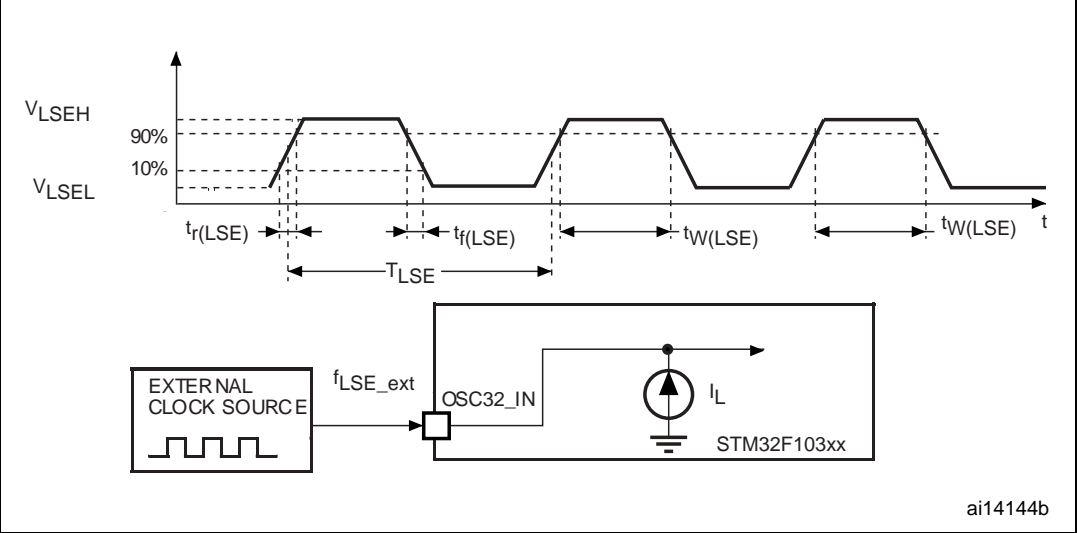 VLSEH
90%
10%
VLSEL
tr(LSE)
tf(LSE)
tW(LSE)
tW(LSE)
t
TLSE
EXTERNAL
CLOCK SOURCE
fLSE_ext
OSC32_IN
IL
STM32F103xx
ai14144b